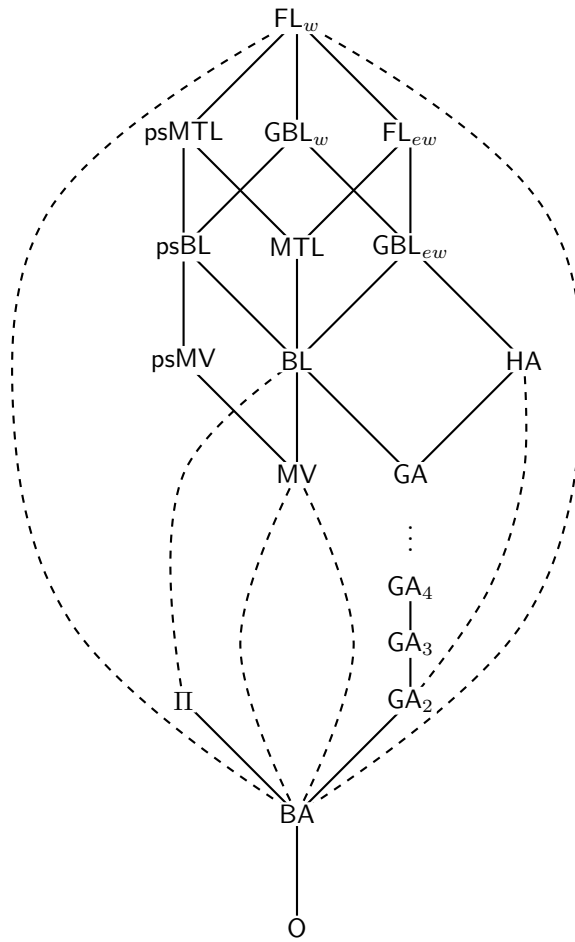 FL_w
psMTL GBL_w FL_ew
psBL MTL GBL_ew
psMV BL HA
MV GA
⋮
GA_4
GA_3
Π GA_2
BA
O